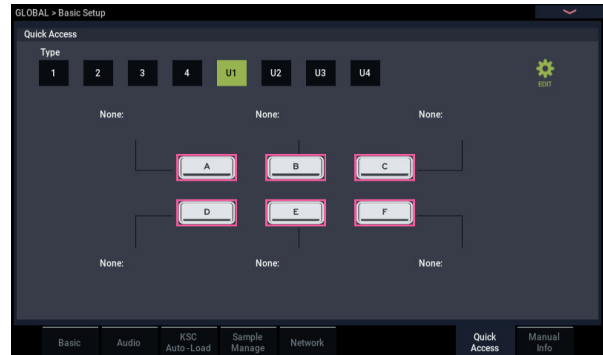 GLOBAL > Basic Setup
Quick Access
Type
1 2 3 4 U1 U2 U3 U4
EDIT
None: None: None:
A B C
D E F
None: None: None:
Basic Audio KSC Auto-Load Sample Manage Network Quick Access Manual Info